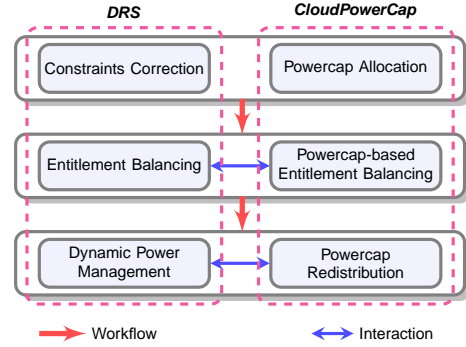 DRS
CloudPowerCap
Constraints Correction
Powercap Allocation
Entitlement Balancing
Powercap-based
Entitlement Balancing
Dynamic Power
Management
Powercap
Redistribution
Workflow
Interaction